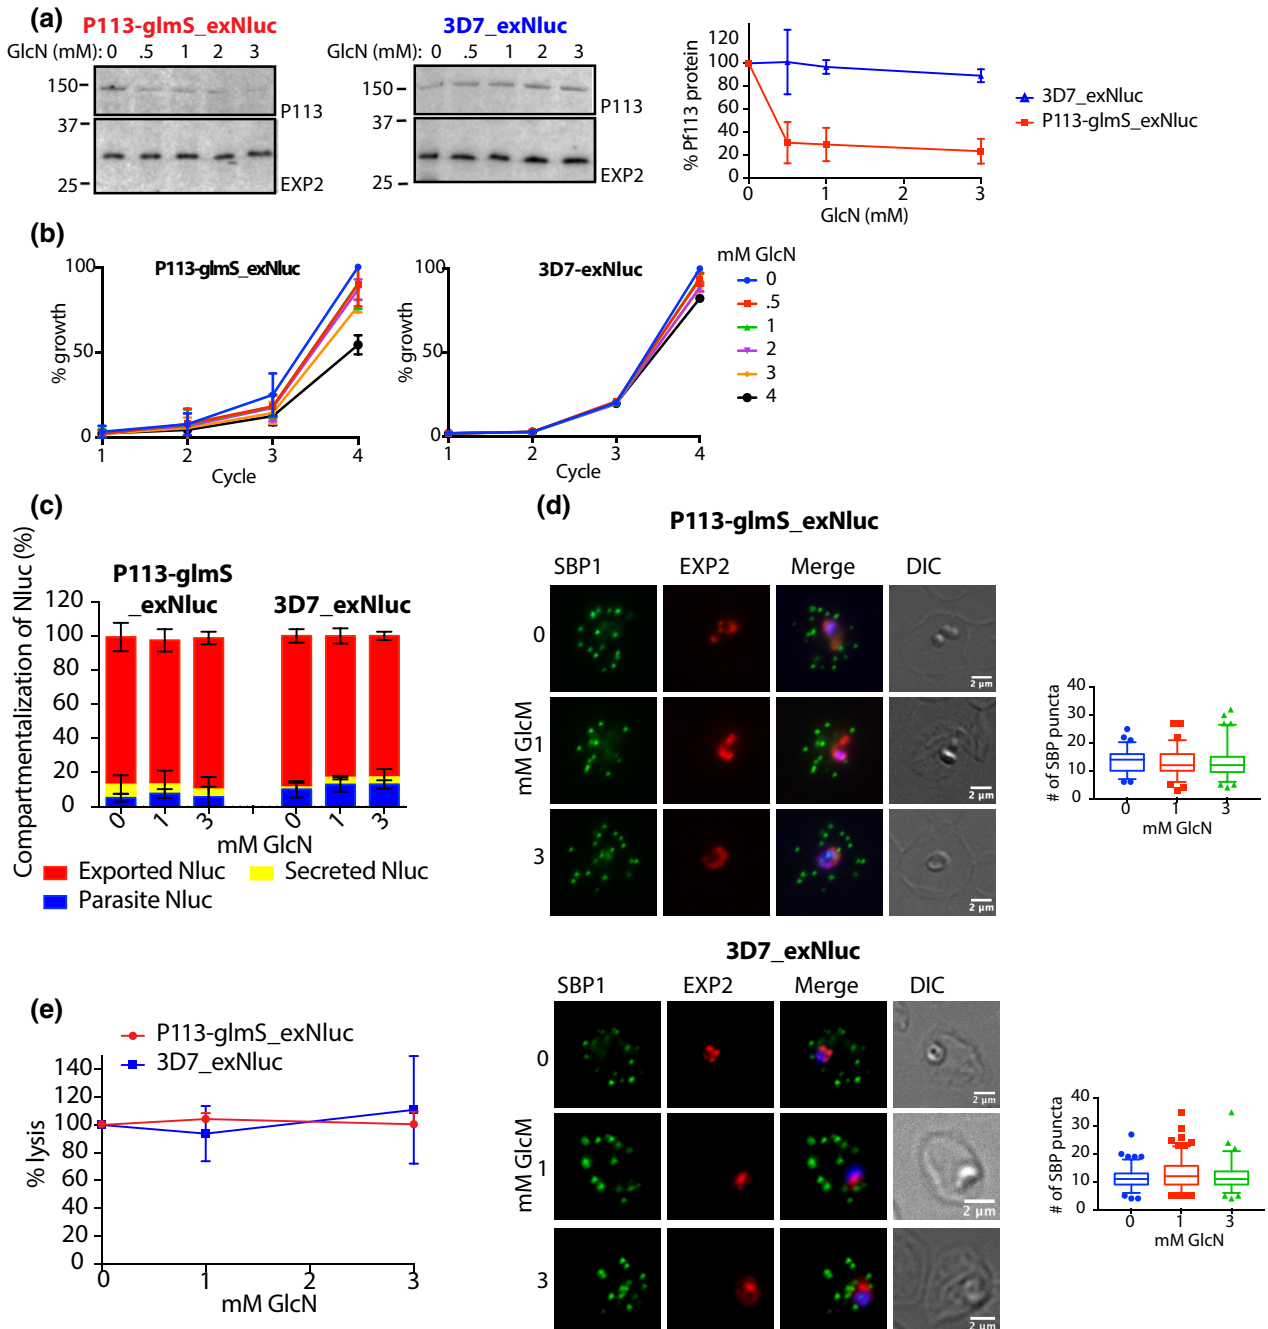 (a)
P113-glmS_exNluc
GlcN (mM): 0 .5 1 2 3
150
P113
37
EXP2
25
3D7_exNluc
GlcN (mM): 0 .5 1 2 3
150
P113
37
EXP2
25
% Pf113 protein
120
100
80
60
40
20
0
0 1 2 3
GlcN (mM)
3D7_exNluc
P113-glmS_exNluc
(b)
P113-glmS_exNluc
% growth
100
50
0
1 2 3 4
Cycle
3D7-exNluc
% growth
100
50
0
1 2 3 4
Cycle
mM GlcN
0
.5
1
2
3
4
(c)
Compartmentalization of Nluc (%)
P113-glmS
_exNluc
3D7_exNluc
120
100
80
60
40
20
0
0 1 3 0 1 3
mM GlcN
Exported Nluc
Secreted Nluc
Parasite Nluc
(d)
P113-glmS_exNluc
SBP1 EXP2 Merge DIC
mM GlcM
0
2 µm
1
2 µm
3
2 µm
# of SBP puncta
40
30
20
10
0
0 1 3
mM GlcN
3D7_exNluc
SBP1 EXP2 Merge DIC
mM GlcM
0
2 µm
1
2 µm
3
2 µm
# of SBP puncta
40
30
20
10
0
0 1 3
mM GlcN
(e)
P113-glmS_exNluc
3D7_exNluc
% lysis
140
120
100
80
60
40
20
0
0 1 2 3
mM GlcN